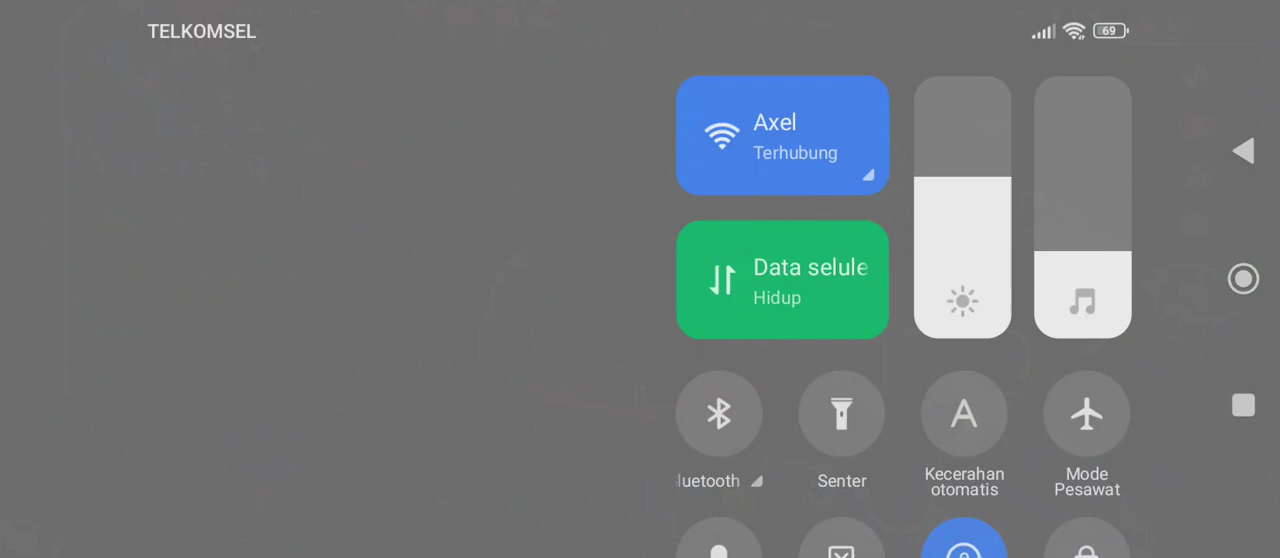 TELKOMSEL
69
Axel
Terhubung
Data selule
Hidup
luetooth
Senter
Kecerahan
otomatis
Mode
Pesawat